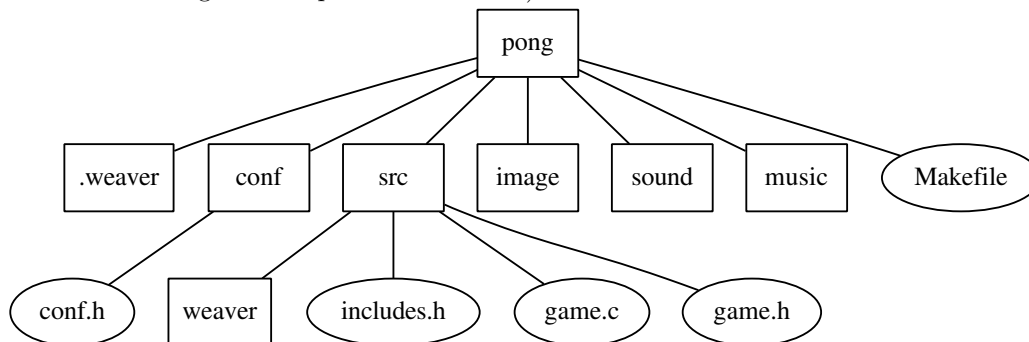 pong
.weaver conf src image sound music Makefile
conf.h weaver includes.h game.c game.h